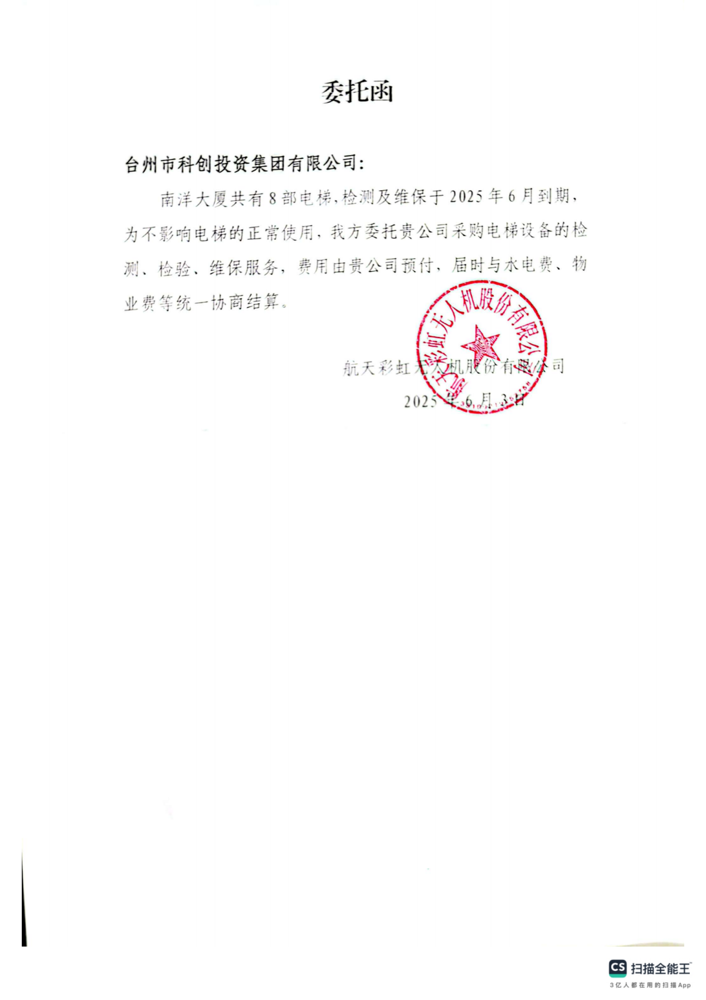 委托函
台州市科创投资集团有限公司：
南洋大厦共有8部电梯，检测及维保于2025年6月到期，
为不影响电梯的正常使用，我方委托贵公司采购电梯设备的检
测、检验、维保服务，费用由贵公司预付，届时与水电费、物
业费等统一协商结算。
航天彩虹无人机股份有限公司
航天彩虹无人机股份有限公司
2025年6月3日
CS 扫描全能王
3亿人都在用的扫描App